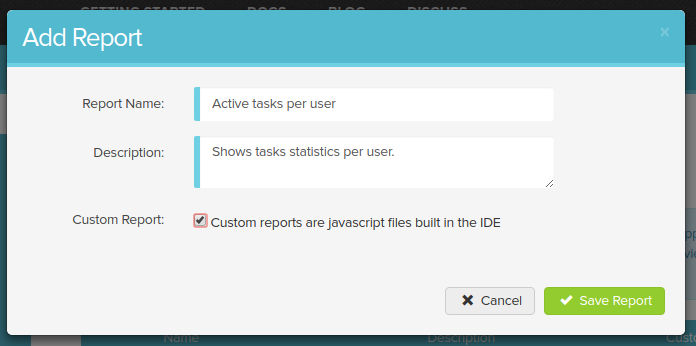 GETTING STARTED DOCS BLOG DISCUSS
Add Report
×
Report Name: Active tasks per user
Description: Shows tasks statistics per user.
Custom Report: Custom reports are javascript files built in the IDE
Cancel Save Report
Name Description